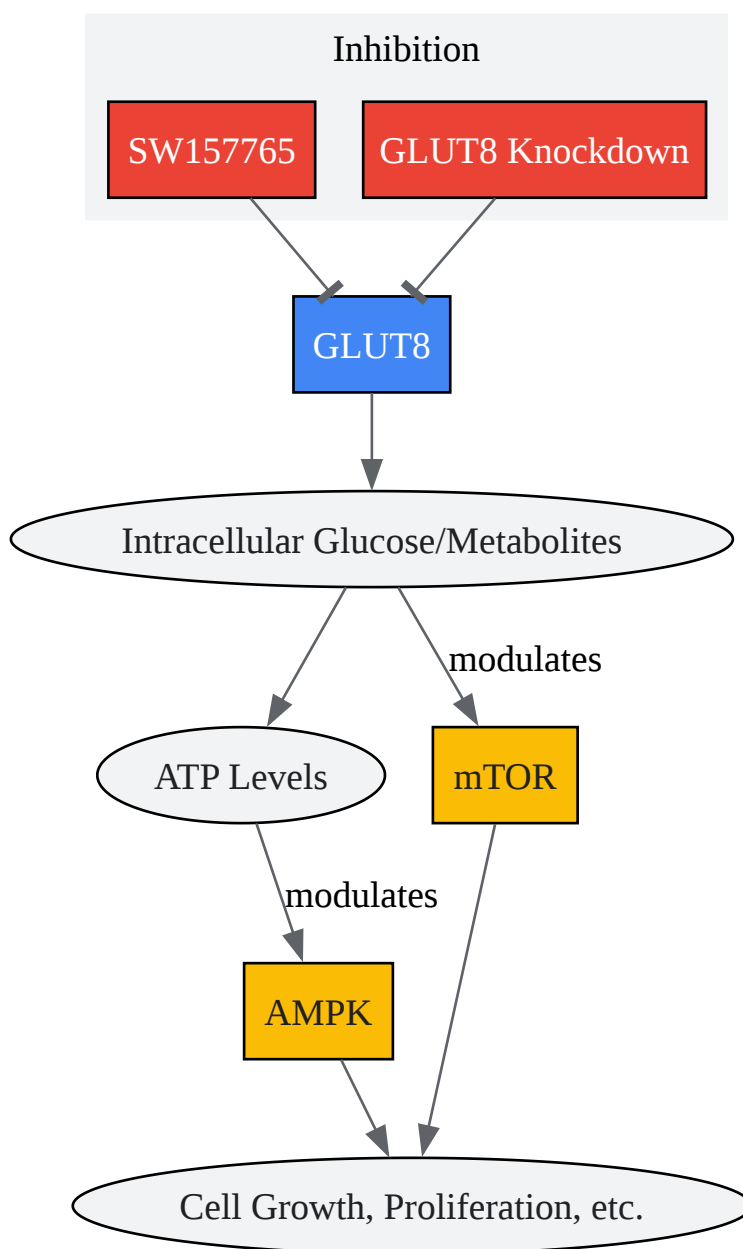 Inhibition
SW157765
GLUT8 Knockdown
GLUT8
Intracellular Glucose/Metabolites
modulates
ATP Levels
mTOR
modulates
AMPK
Cell Growth, Proliferation, etc.